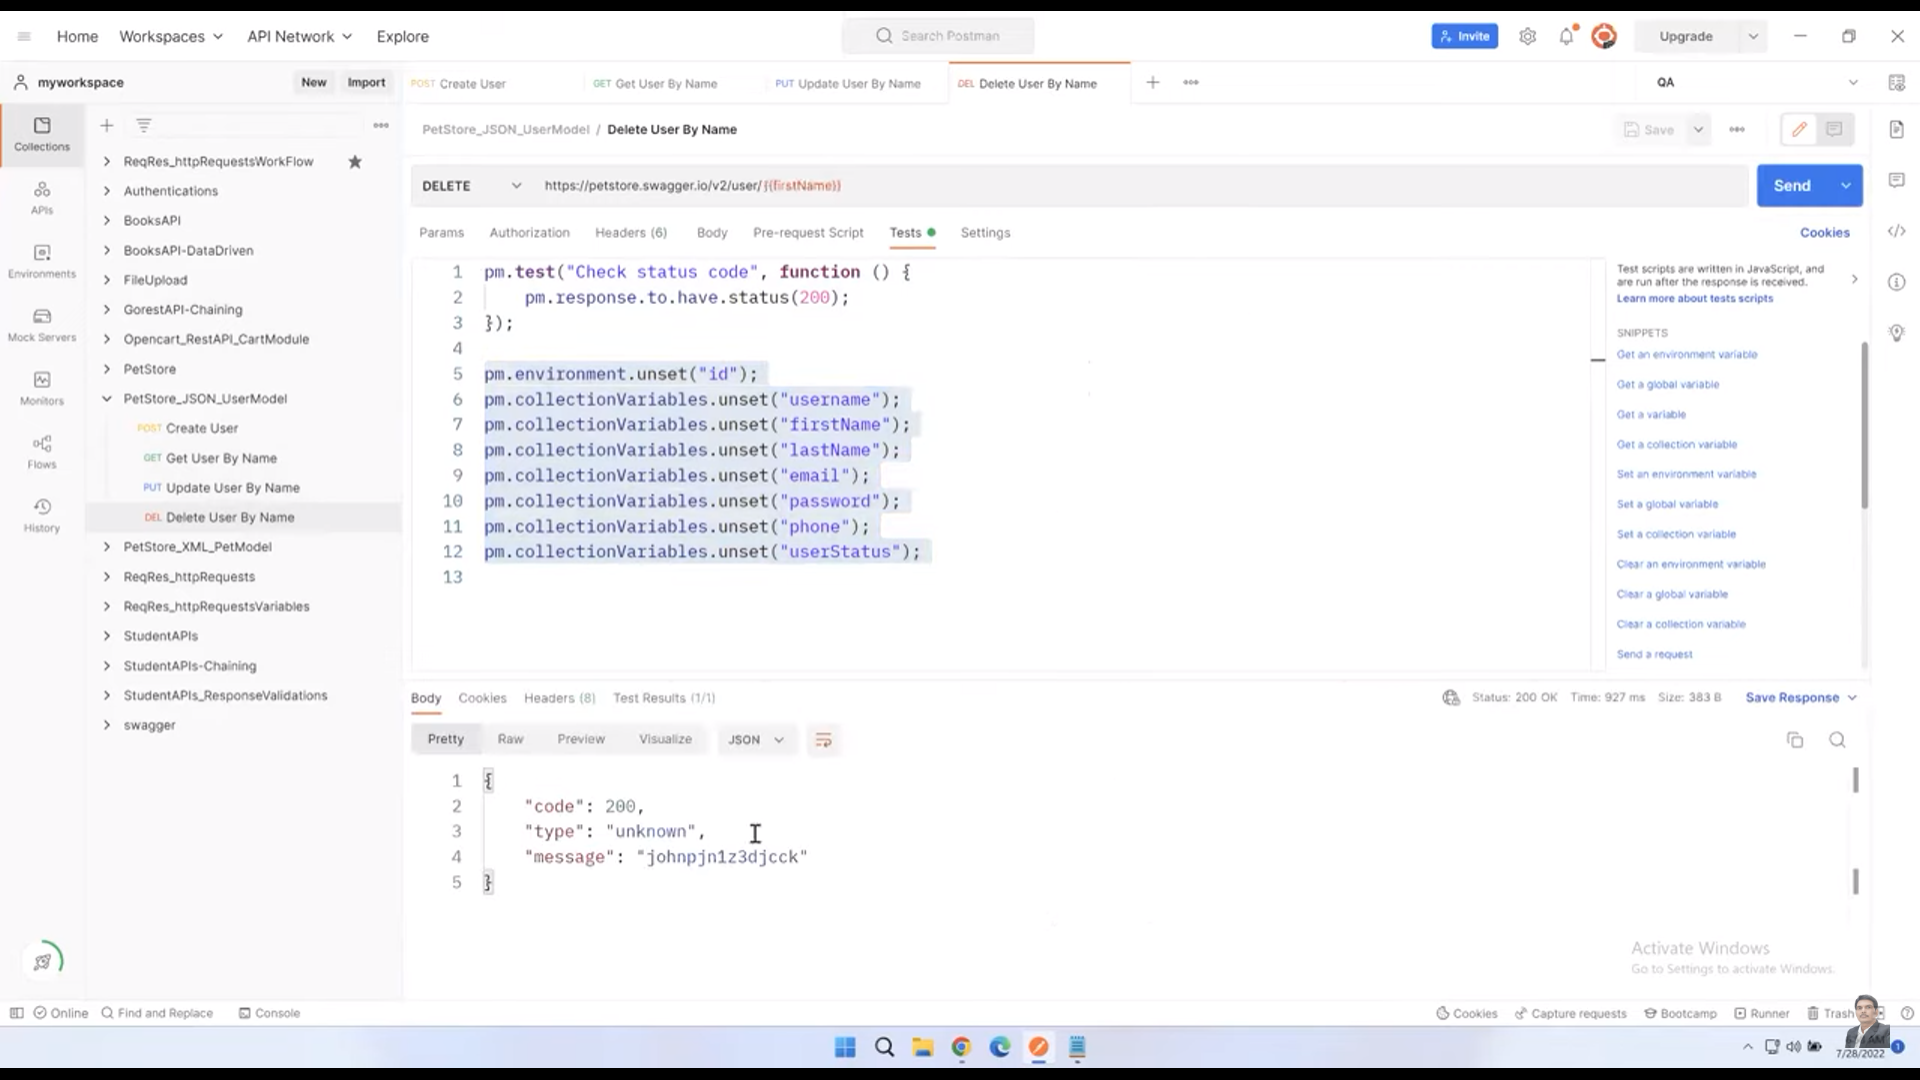 Home Workspaces API Network Explore Search Postman Invite Upgrade
myworkspace New Import POST Create User GET Get User By Name PUT Update User By Name DEL Delete User By Name QA
Collections
APIs
Environments
Mock Servers
Monitors
Flows
History
ReqRes_httpRequestsWorkFlow
Authentications
BooksAPI
BooksAPI-DataDriven
FileUpload
GorestAPI-Chaining
Opencart_RestAPI_CartModule
PetStore
PetStore_JSON_UserModel
POST Create User
GET Get User By Name
PUT Update User By Name
DEL Delete User By Name
PetStore_XML_PetModel
ReqRes_httpRequests
ReqRes_httpRequestsVariables
StudentAPIs
StudentAPIs-Chaining
StudentAPIs_ResponseValidations
swagger
PetStore_JSON_UserModel / Delete User By Name Save
DELETE https://petstore.swagger.io/v2/user/{{firstName}} Send
Params Authorization Headers (6) Body Pre-request Script Tests Settings Cookies
1 pm.test("Check status code", function () {
2 pm.response.to.have.status(200);
3 });
4
5 pm.environment.unset("id");
6 pm.collectionVariables.unset("username");
7 pm.collectionVariables.unset("firstName");
8 pm.collectionVariables.unset("lastName");
9 pm.collectionVariables.unset("email");
10 pm.collectionVariables.unset("password");
11 pm.collectionVariables.unset("phone");
12 pm.collectionVariables.unset("userStatus");
13
Test scripts are written in JavaScript, and
are run after the response is received.
Learn more about tests scripts
SNIPPETS
Get an environment variable
Get a global variable
Get a variable
Get a collection variable
Set an environment variable
Set a global variable
Set a collection variable
Clear an environment variable
Clear a global variable
Clear a collection variable
Send a request
Body Cookies Headers (8) Test Results (1/1) Status: 200 OK Time: 927 ms Size: 383 B Save Response
Pretty Raw Preview Visualize JSON
1 {
2 "code": 200,
3 "type": "unknown",
4 "message": "johnpjn1z3djcck"
5 }
Activate Windows
Go to Settings to activate Windows.
Online Find and Replace Console Cookies Capture requests Bootcamp Runner Trash
7/28/2022 1